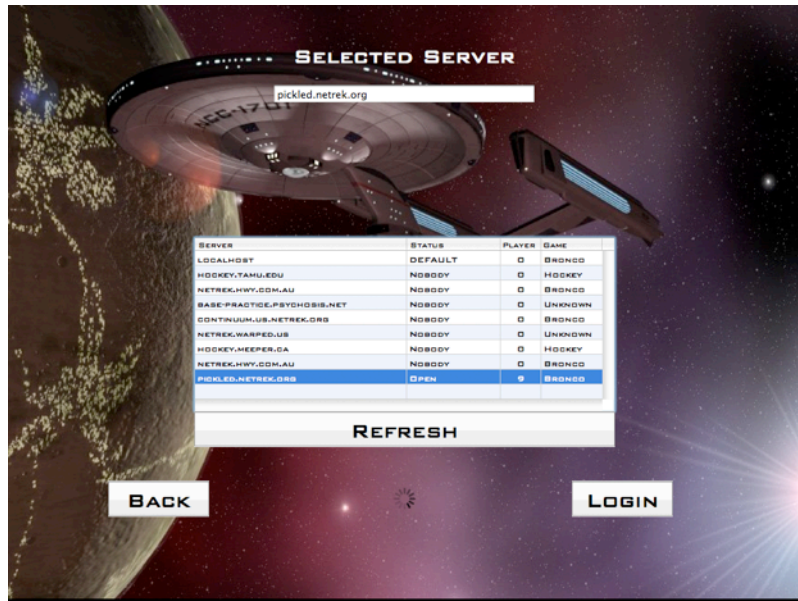 SELECTED SERVER
pickled.netrek.org
NCC-1701
SERVER STATUS PLAYER GAME
LOCALHOST DEFAULT 0 BRONCO
HOCKEY.TAMU.EDU NOBODY 0 HOCKEY
NETREK.HWY.COM.AU NOBODY 0 BRONCO
BASE-PRACTICE.PSYCHOSIS.NET NOBODY 0 UNKNOWN
CONTINUUM.US.NETREK.ORG NOBODY 0 BRONCO
NETREK.WARPED.US NOBODY 0 UNKNOWN
HOCKEY.MEEPER.CA NOBODY 0 HOCKEY
NETREK.HWY.COM.AU NOBODY 0 BRONCO
PICKLED.NETREK.ORG OPEN 9 BRONCO
REFRESH
BACK
LOGIN